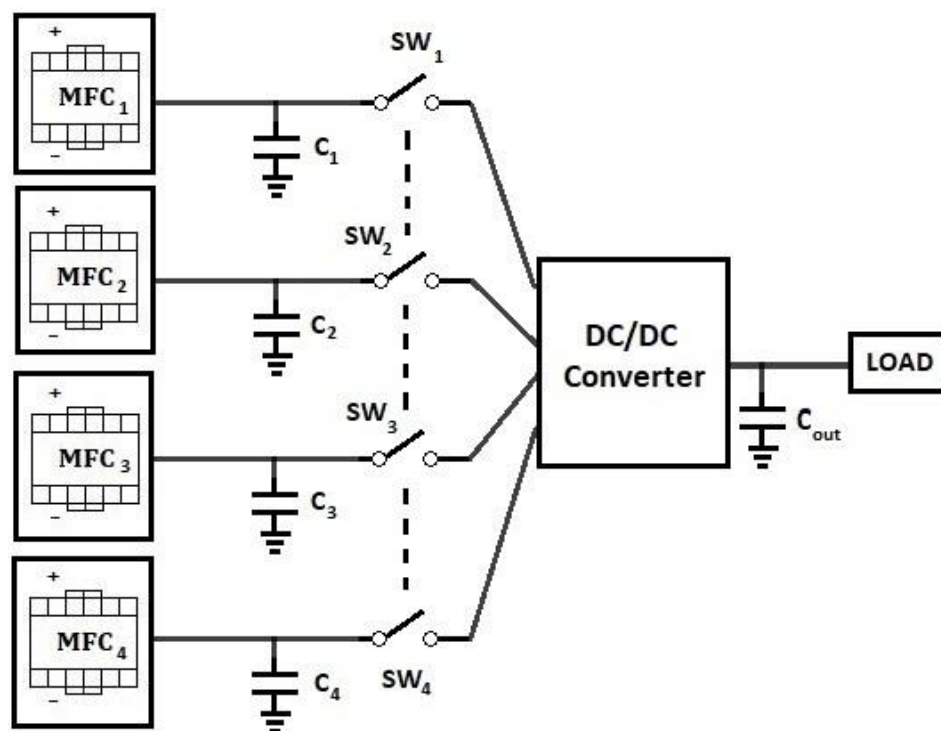 +
MFC1
−
C1
SW1
+
MFC2
−
C2
SW2
+
MFC3
−
C3
SW3
+
MFC4
−
C4
SW4
DC/DC
Converter
Cout
LOAD